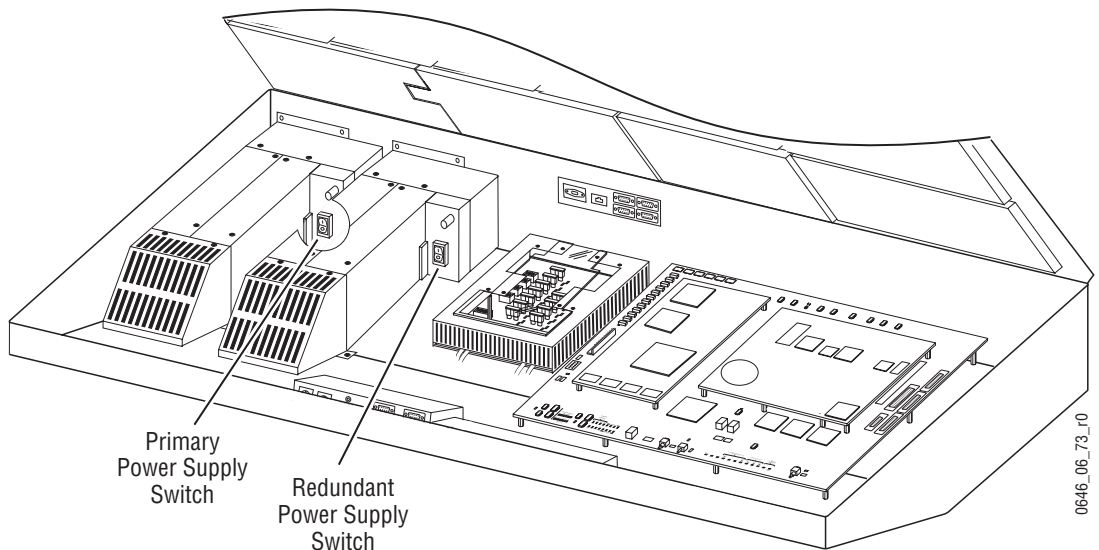 Primary
Power Supply
Switch
Redundant
Power Supply
Switch
0646_06_73_r0